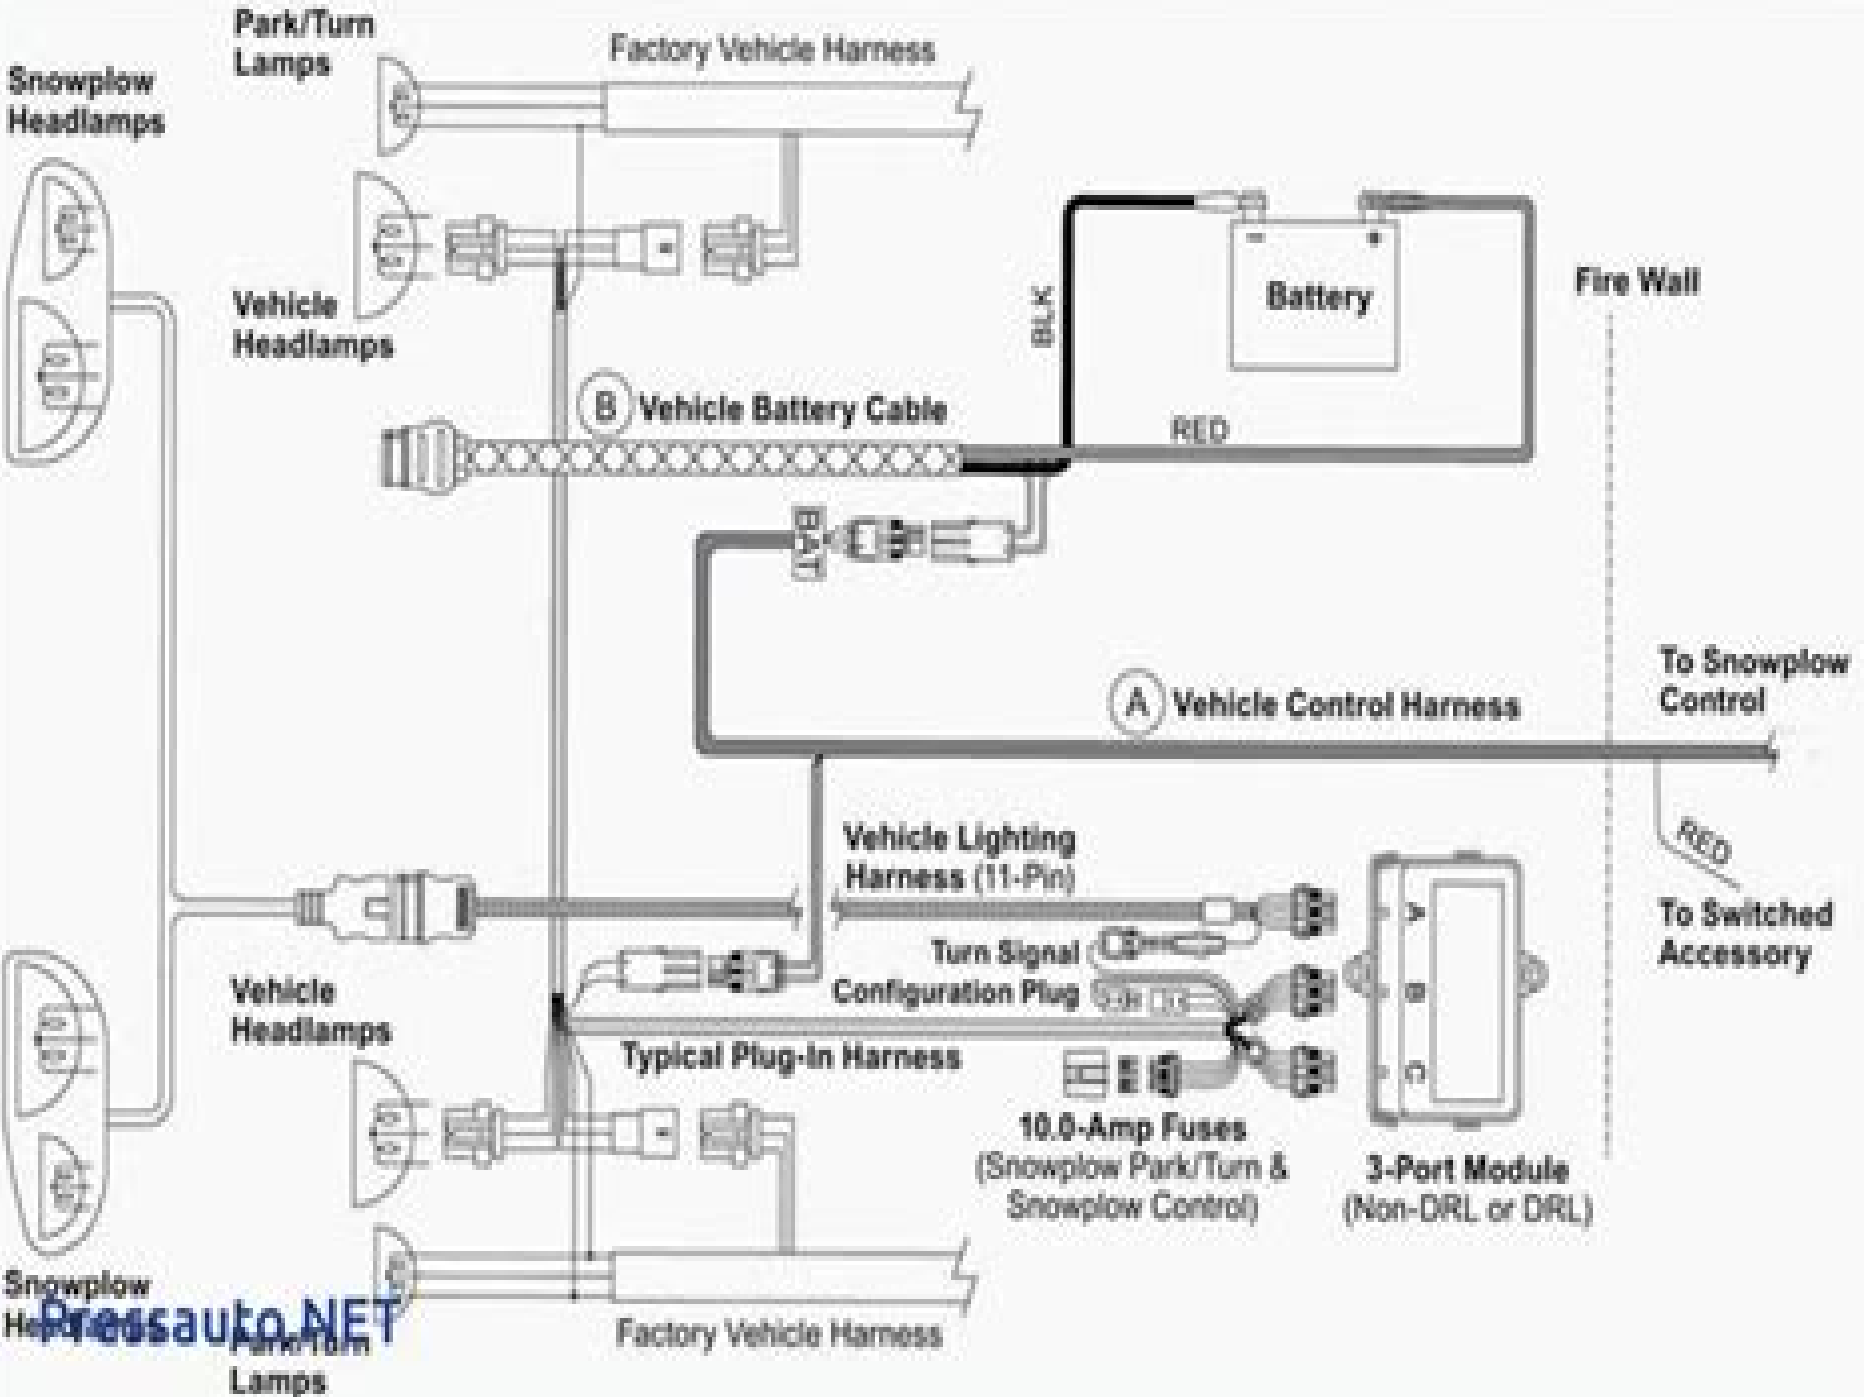 Park/Turn
Lamps
Factory Vehicle Harness
Snowplow
Headlamps
Vehicle
Headlamps
BLK
Battery
Fire Wall
B Vehicle Battery Cable
RED
BAT
To Snowplow
Control
A Vehicle Control Harness
RED
Vehicle Lighting
Harness (11-Pin)
To Switched
Accessory
Turn Signal
Configuration Plug
A
B
C
Vehicle
Headlamps
Typical Plug-In Harness
10.0-Amp Fuses
(Snowplow Park/Turn &
Snowplow Control)
3-Port Module
(Non-DRL or DRL)
Snowplow
Pressauto.NET
Park/Turn
Lamps
Factory Vehicle Harness